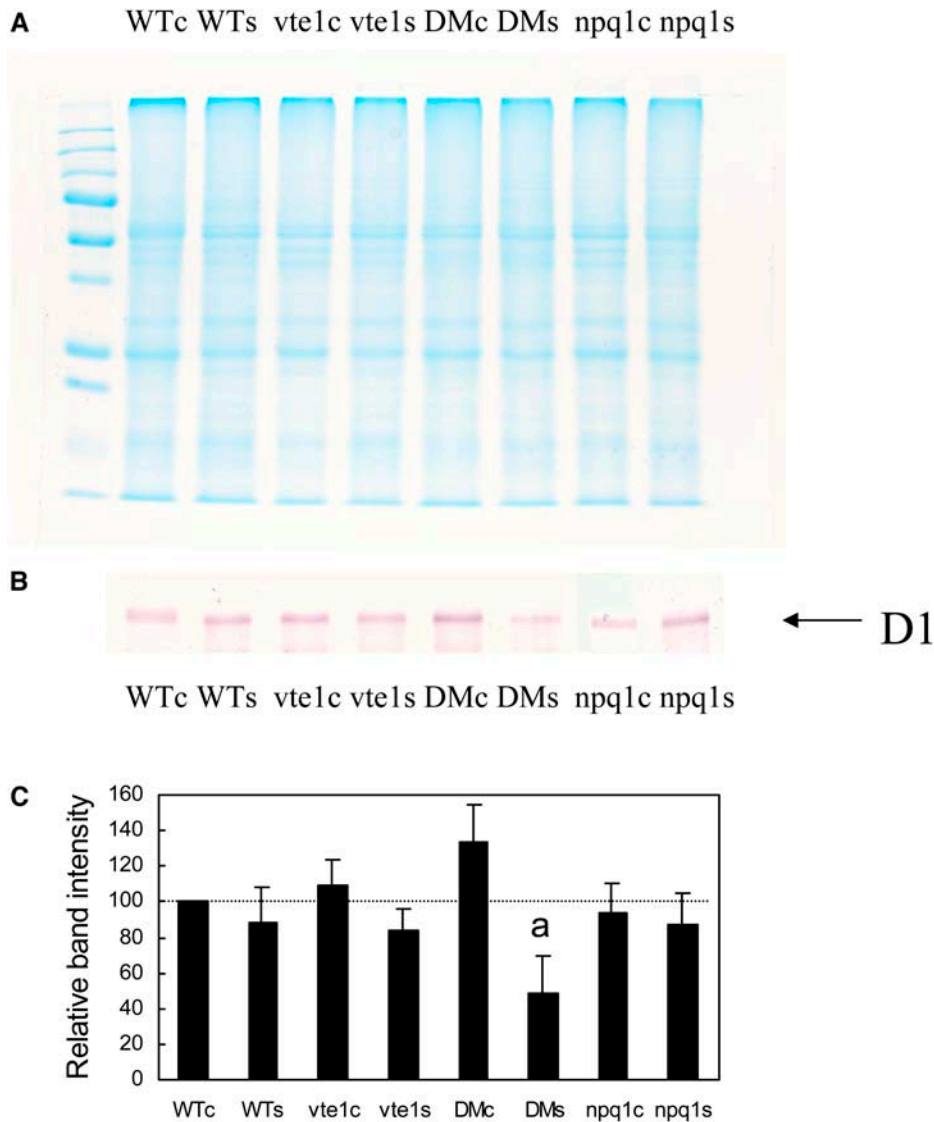 A
WTc WTs vte1c vte1s DMc DMs npq1c npq1s
B
D1
WTc WTs vte1c vte1s DMc DMs npq1c npq1s
C
Relative band intensity
160
140
120
100
80
60
40
20
0
a
WTc WTs vte1c vte1s DMc DMs npq1c npq1s